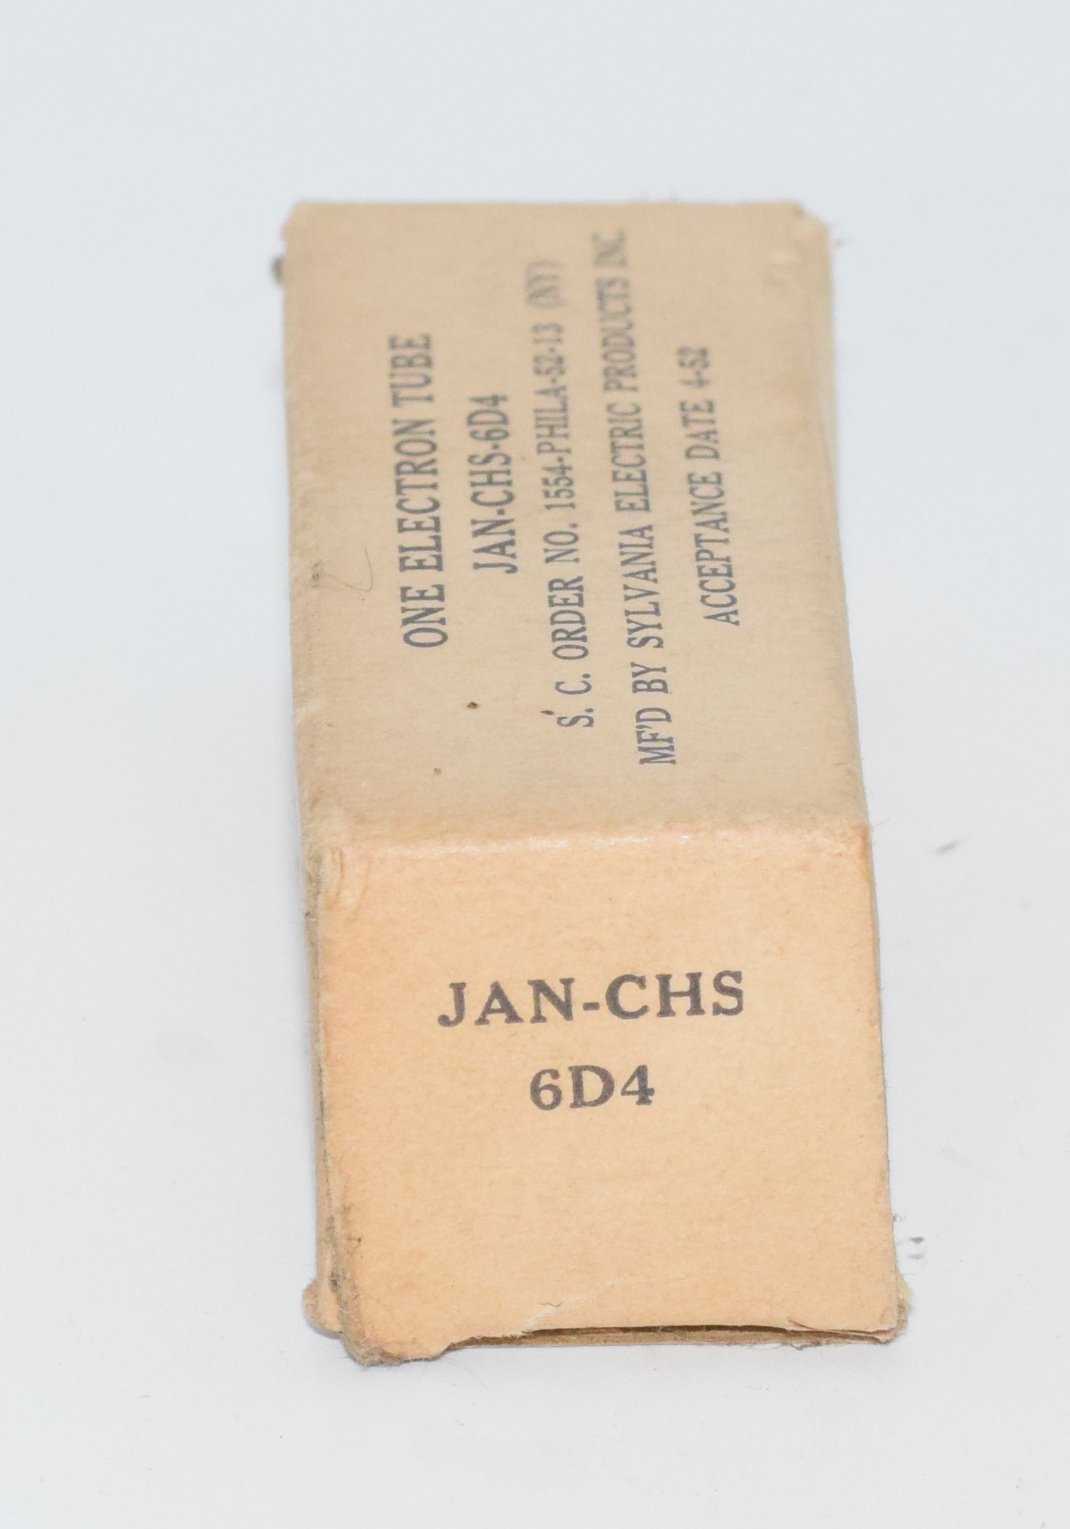 ONE ELECTRON TUBE
JAN-CHS-6D4
S. C. ORDER NO. 1554-PHILA-52-13 (NY)
MF'D BY SYLVANIA ELECTRIC PRODUCTS INC
ACCEPTANCE DATE 4-52
JAN-CHS
6D4